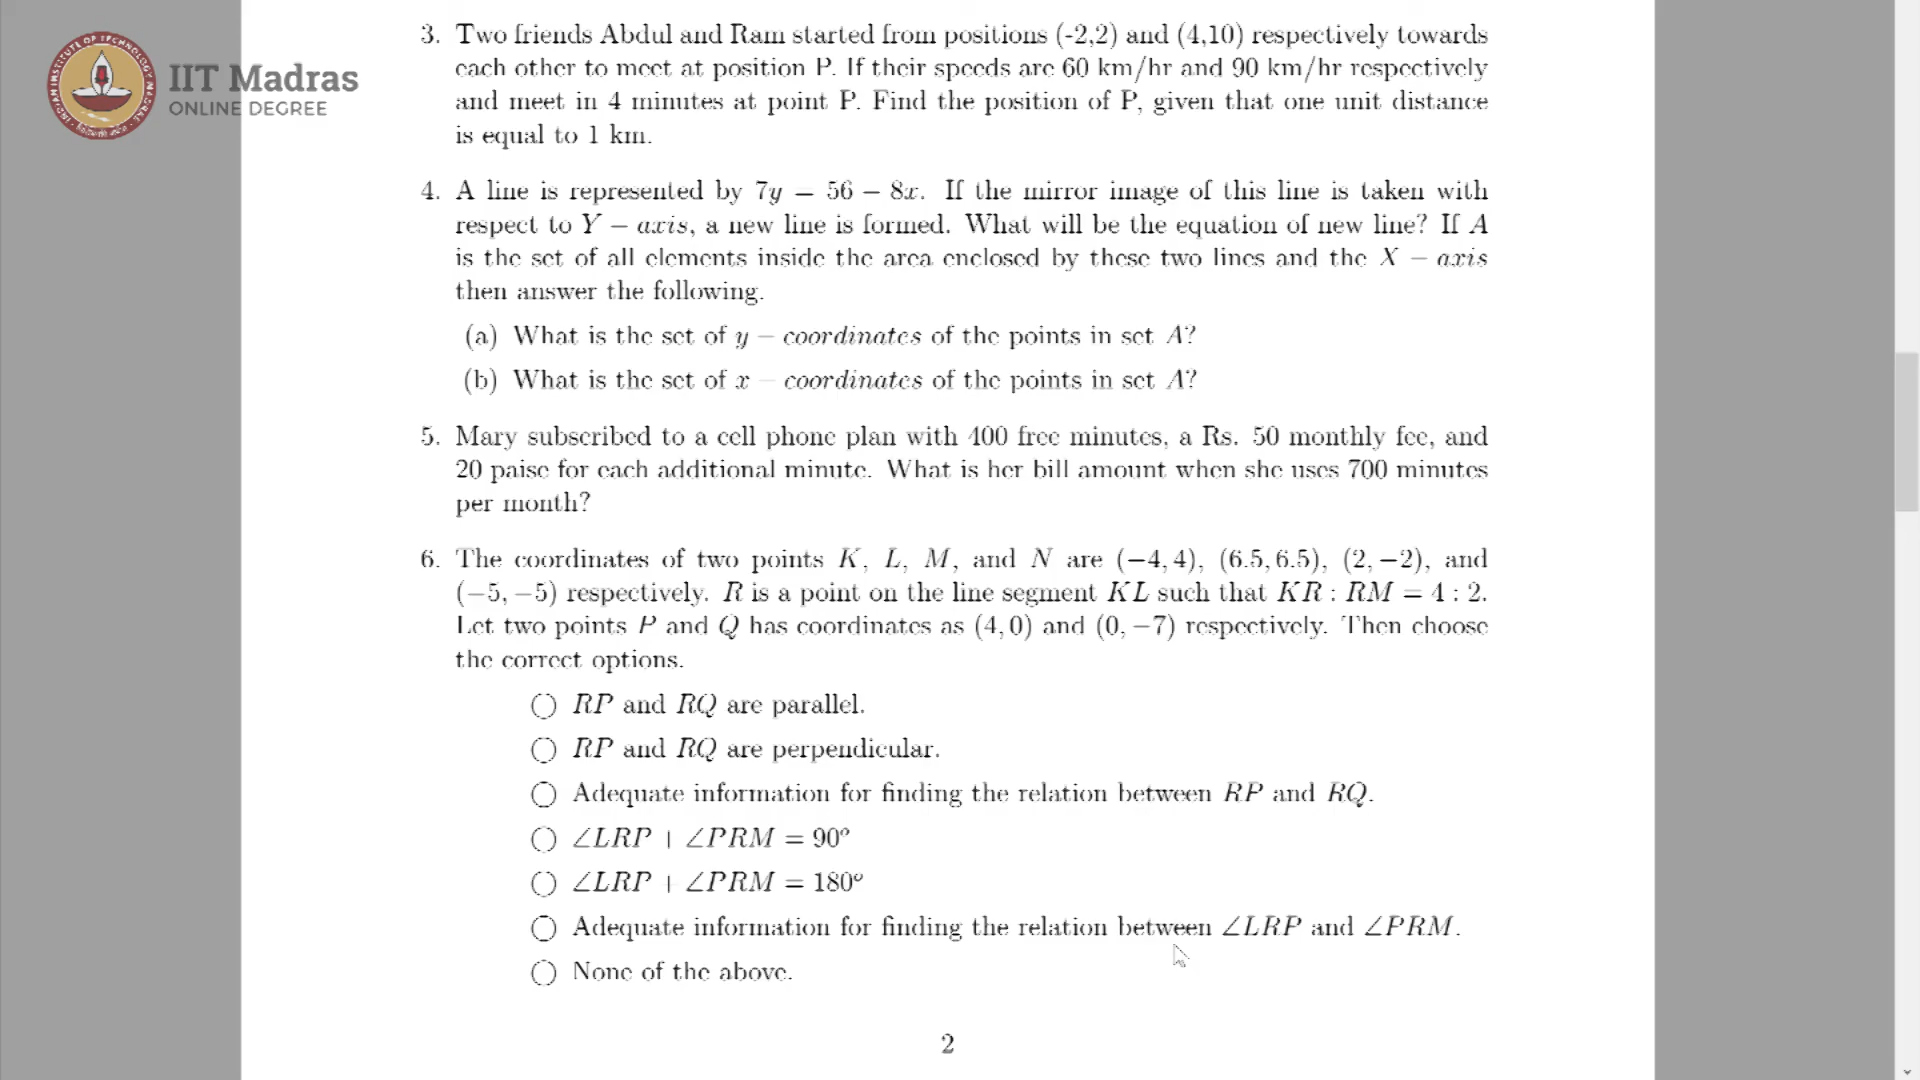 IIT Madras
ONLINE DEGREE
INDIAN INSTITUTE OF TECHNOLOGY MADRAS
3. Two friends Abdul and Ram started from positions (-2,2) and (4,10) respectively towards
each other to meet at position P. If their speeds are 60 km/hr and 90 km/hr respectively
and meet in 4 minutes at point P. Find the position of P, given that one unit distance
is equal to 1 km.
4. A line is represented by 7y = 56 − 8x. If the mirror image of this line is taken with
respect to Y − axis, a new line is formed. What will be the equation of new line? If A
is the set of all elements inside the area enclosed by these two lines and the X − axis
then answer the following.
(a) What is the set of y − coordinates of the points in set A?
(b) What is the set of x − coordinates of the points in set A?
5. Mary subscribed to a cell phone plan with 400 free minutes, a Rs. 50 monthly fee, and
20 paise for each additional minute. What is her bill amount when she uses 700 minutes
per month?
6. The coordinates of two points K, L, M, and N are (−4, 4), (6.5, 6.5), (2, −2), and
(−5, −5) respectively. R is a point on the line segment KL such that KR : RM = 4 : 2.
Let two points P and Q has coordinates as (4, 0) and (0, −7) respectively. Then choose
the correct options.
○ RP and RQ are parallel.
○ RP and RQ are perpendicular.
○ Adequate information for finding the relation between RP and RQ.
○ ∠LRP + ∠PRM = 90°
○ ∠LRP + ∠PRM = 180°
○ Adequate information for finding the relation between ∠LRP and ∠PRM.
○ None of the above.
2